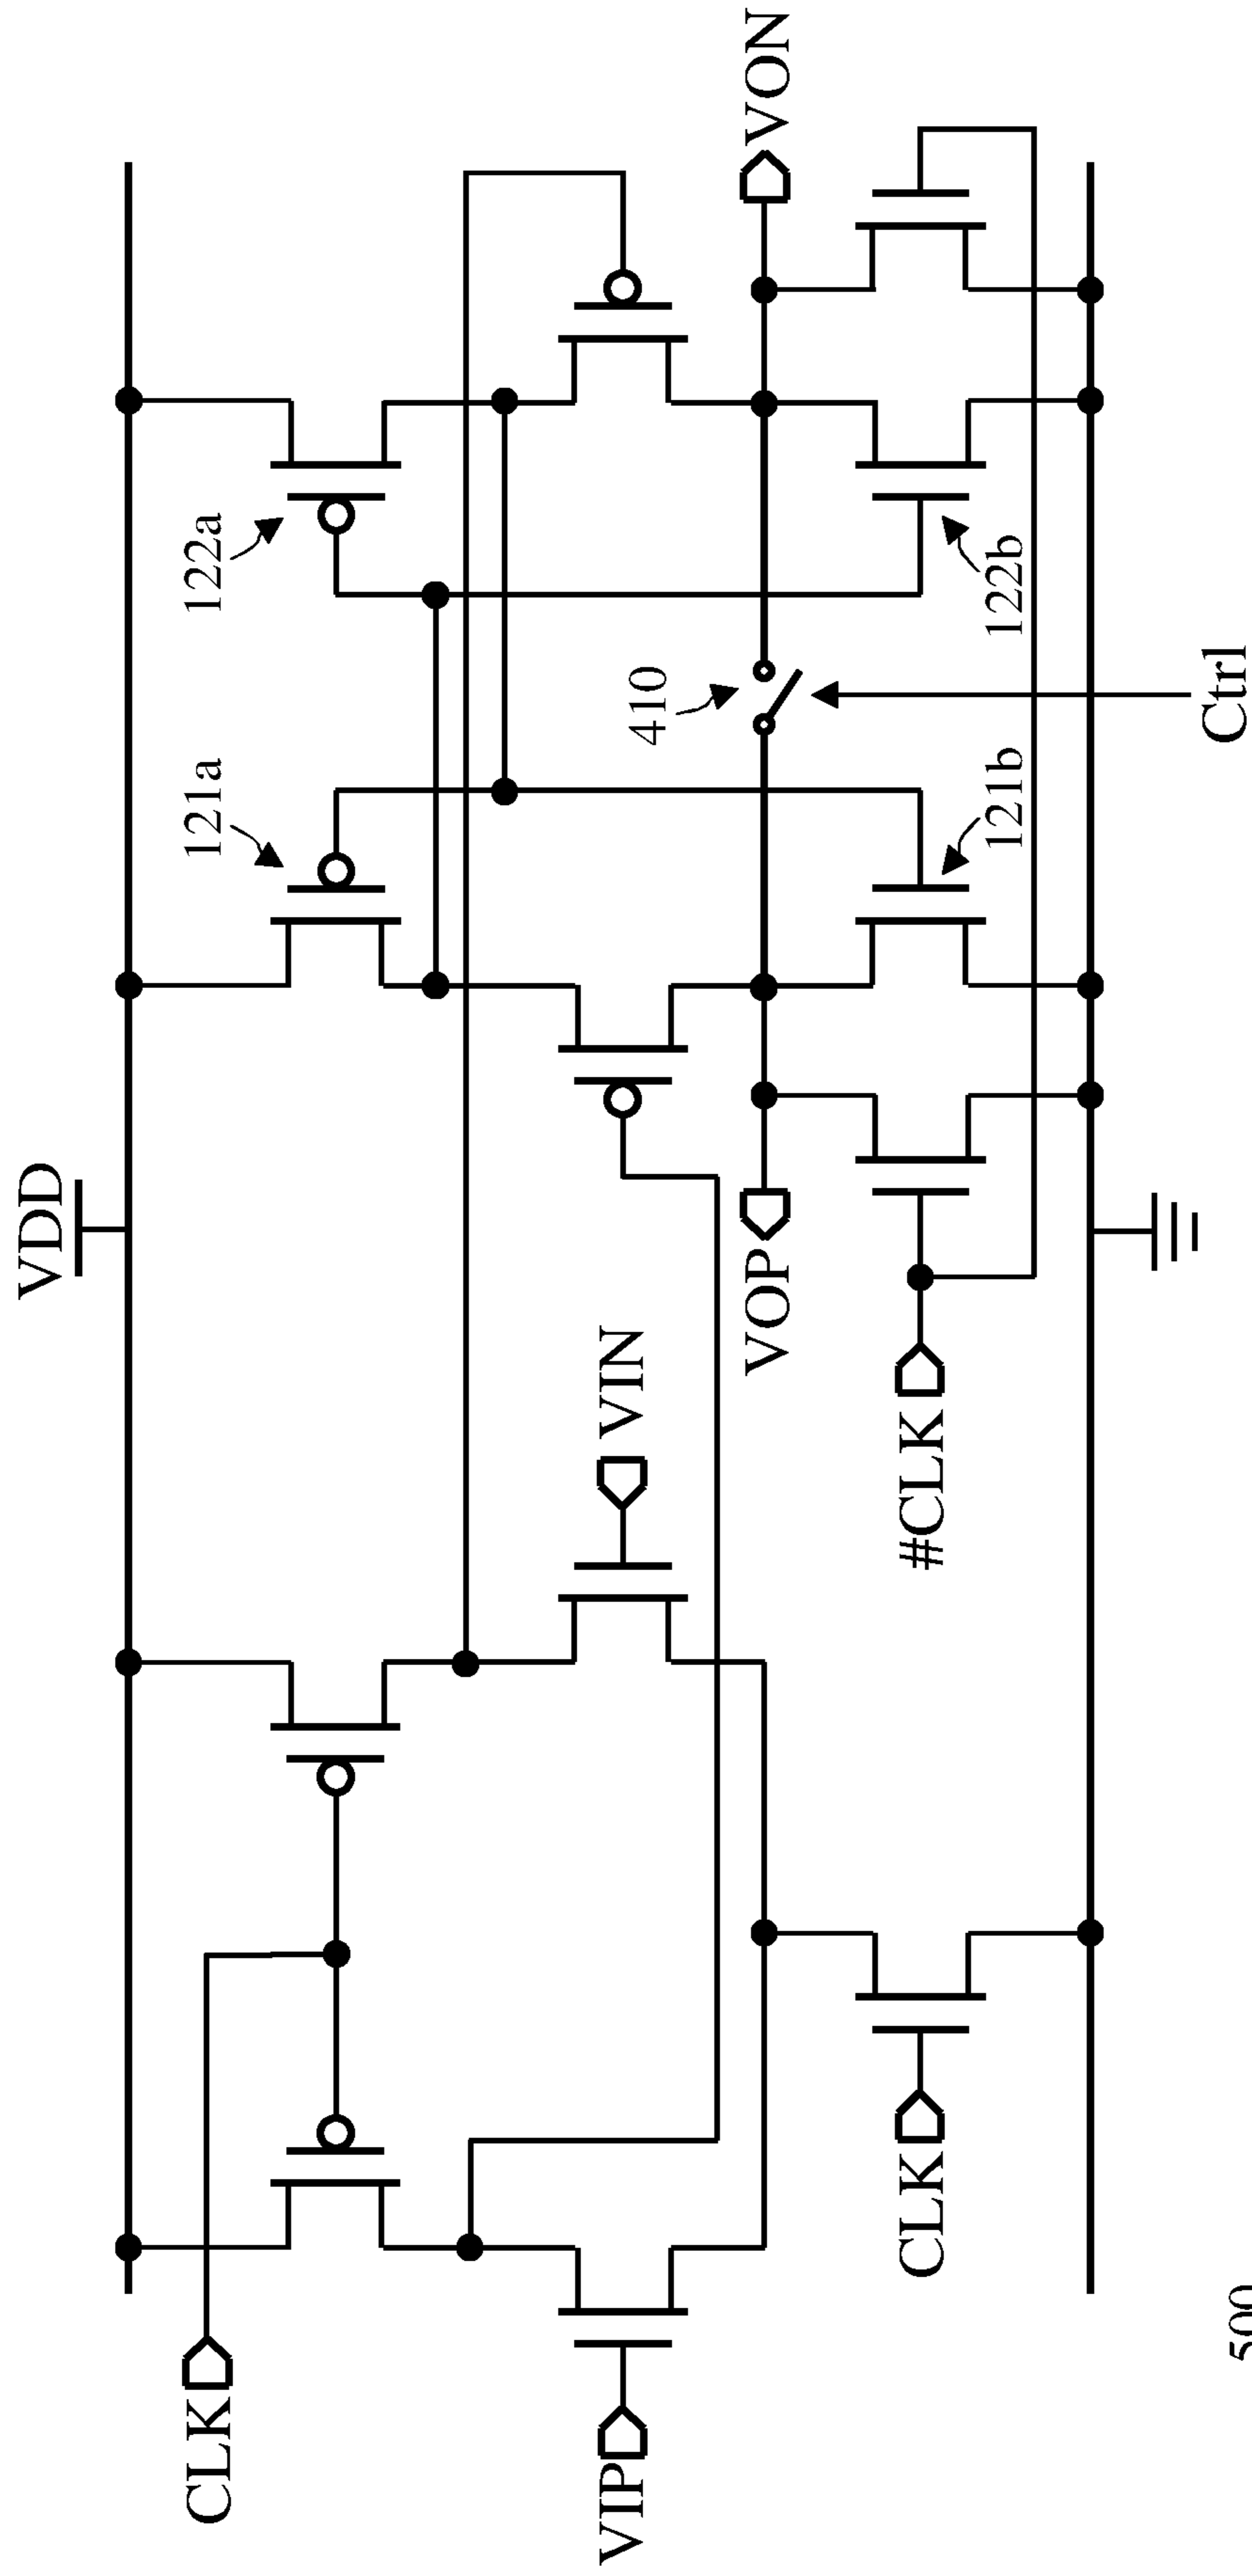 VDD
CLK
121a
122a
VIP
VIN
410
VOP
VON
CLK
#CLK
121b
122b
Ctrl
500